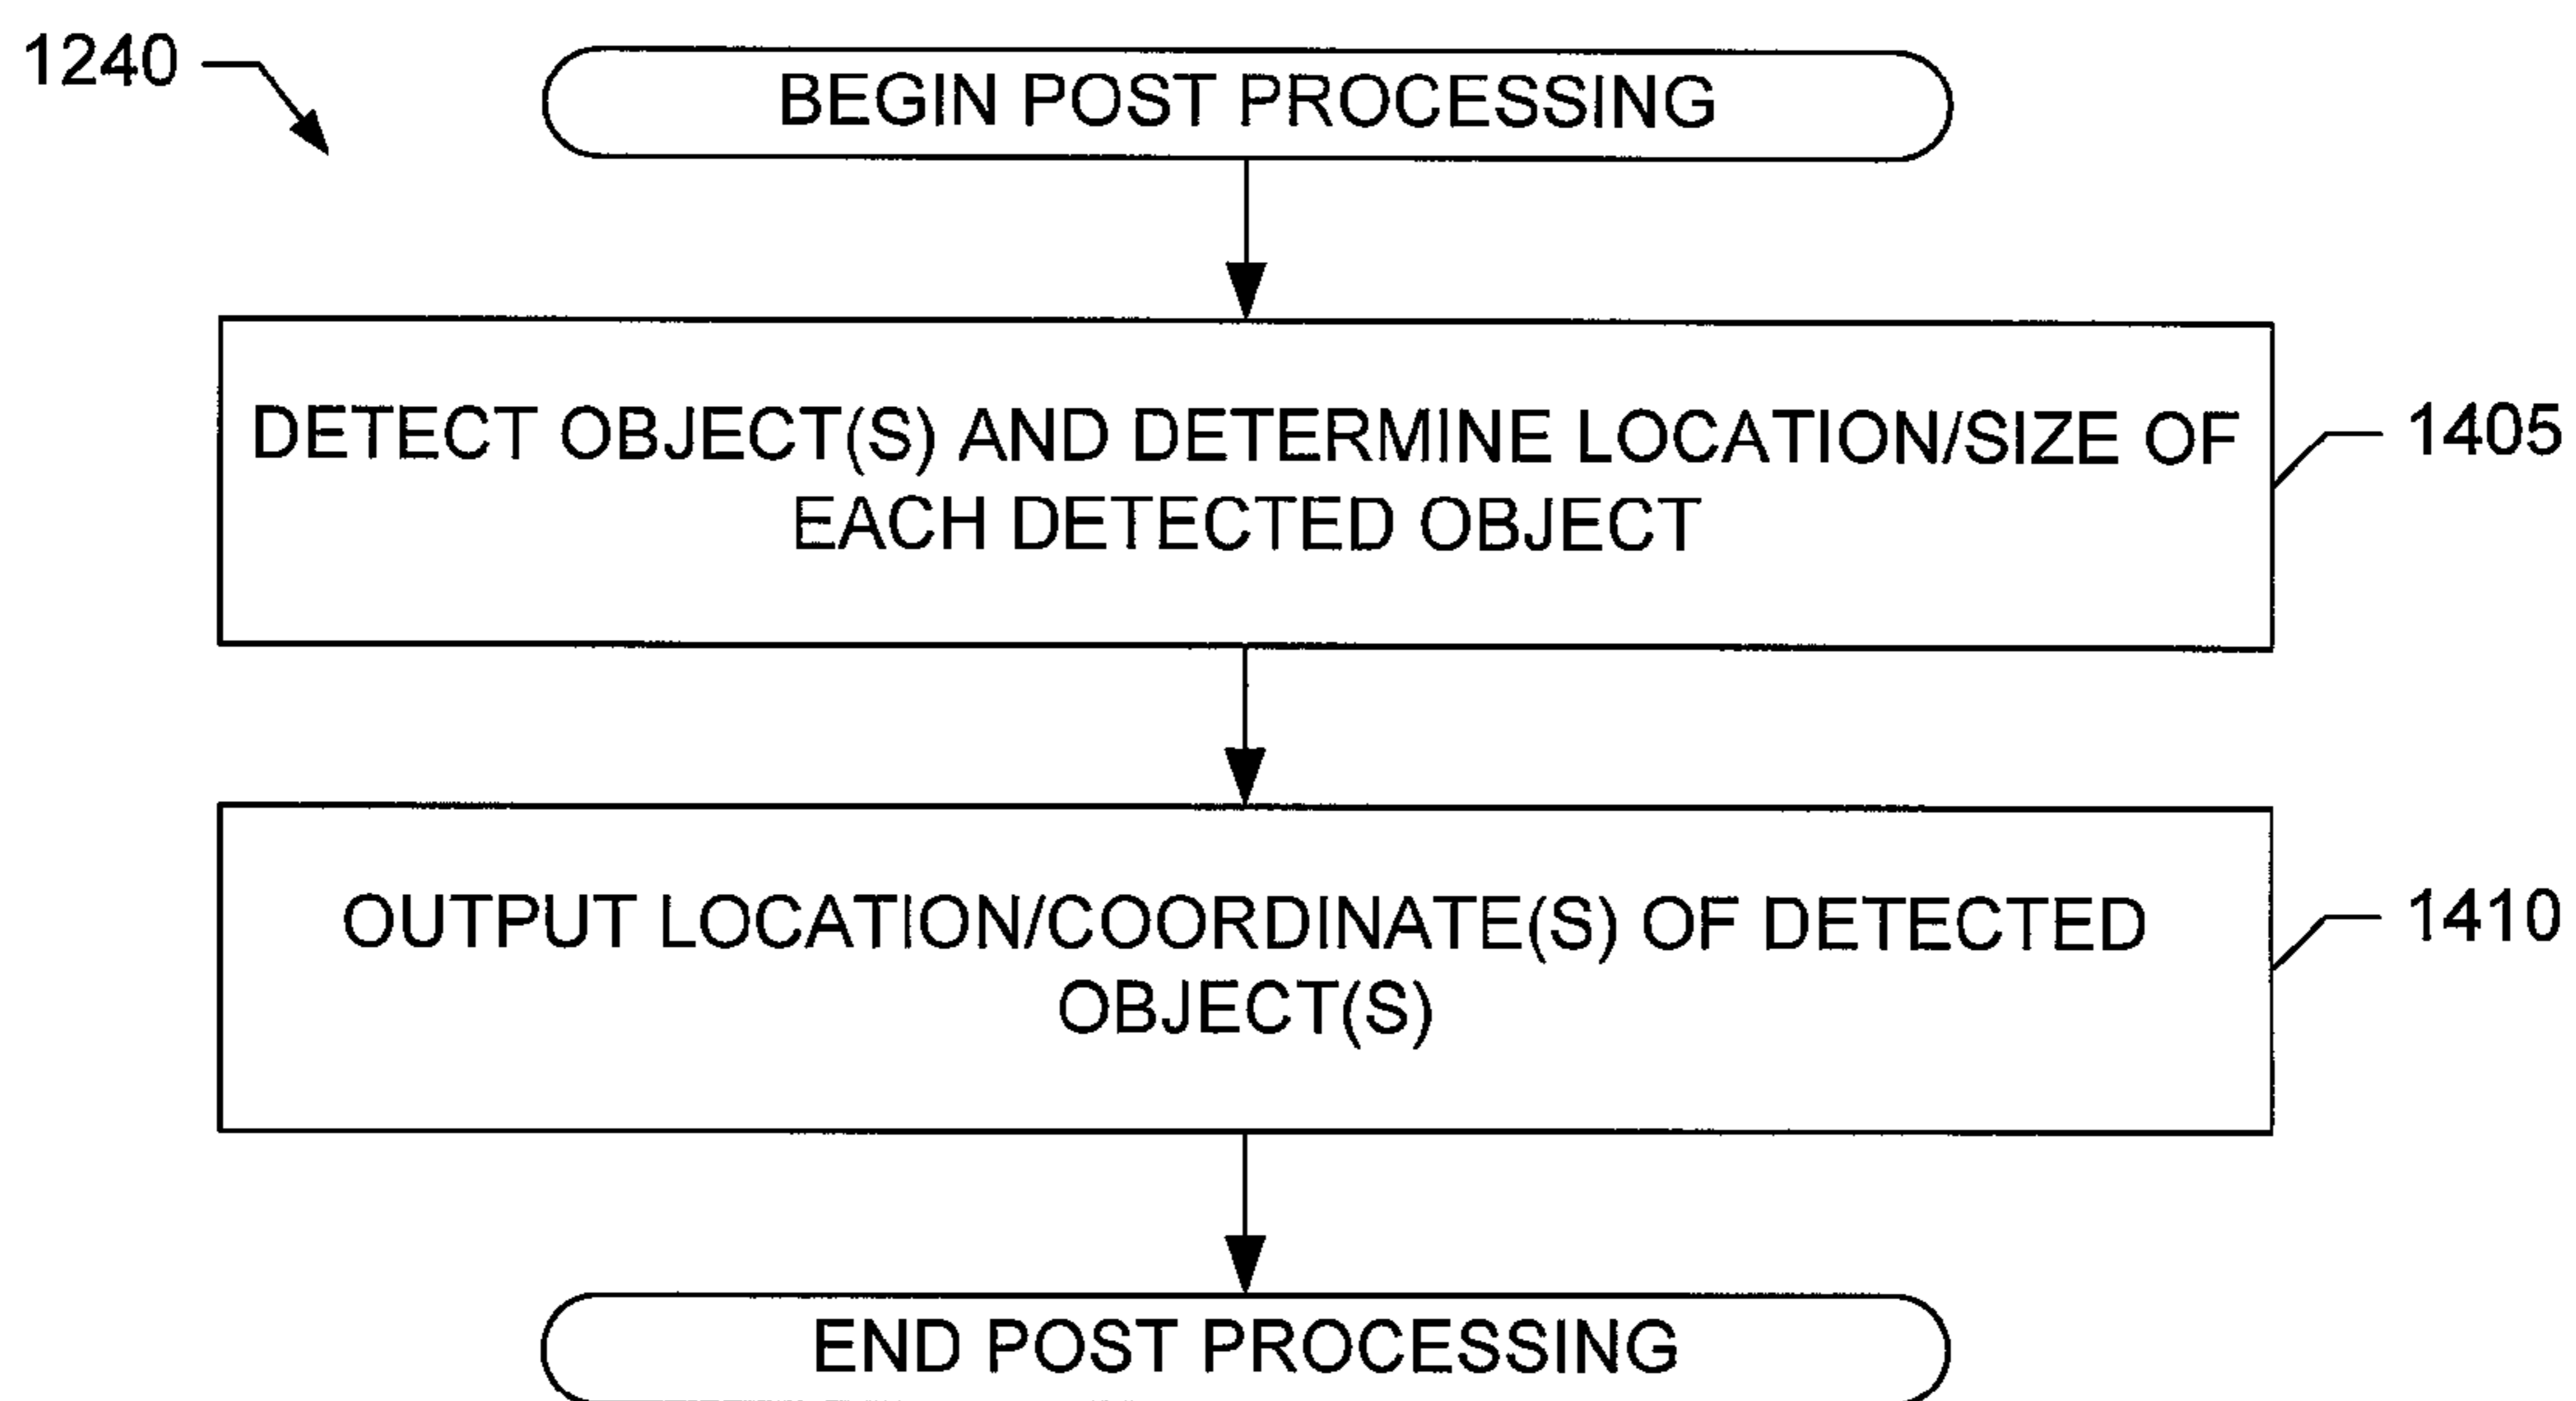 1240
BEGIN POST PROCESSING
DETECT OBJECT(S) AND DETERMINE LOCATION/SIZE OF
EACH DETECTED OBJECT
1405
OUTPUT LOCATION/COORDINATE(S) OF DETECTED
OBJECT(S)
1410
END POST PROCESSING